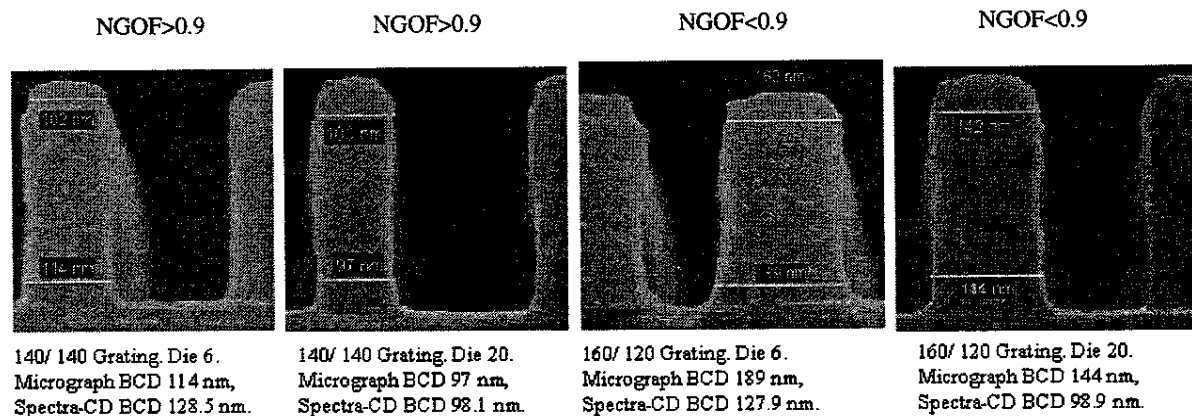 NGOF>0.9
NGOF>0.9
NGOF<0.9
NGOF<0.9
114 nm
97 nm
63 nm
142 nm
144 nm
140/ 140 Grating. Die 6.
Micrograph BCD 114 nm,
Spectra-CD BCD 128.5 nm.
140/ 140 Grating. Die 20.
Micrograph BCD 97 nm,
Spectra-CD BCD 98.1 nm.
160/ 120 Grating. Die 6.
Micrograph BCD 189 nm,
Spectra-CD BCD 127.9 nm.
160/ 120 Grating. Die 20.
Micrograph BCD 144 nm,
Spectra-CD BCD 98.9 nm.